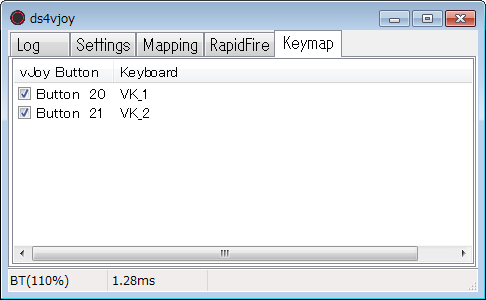 ds4vjoy
Log Settings Mapping RapidFire Keymap
vJoy Button Keyboard
Button 20 VK_1
Button 21 VK_2
BT(110%) 1.28ms